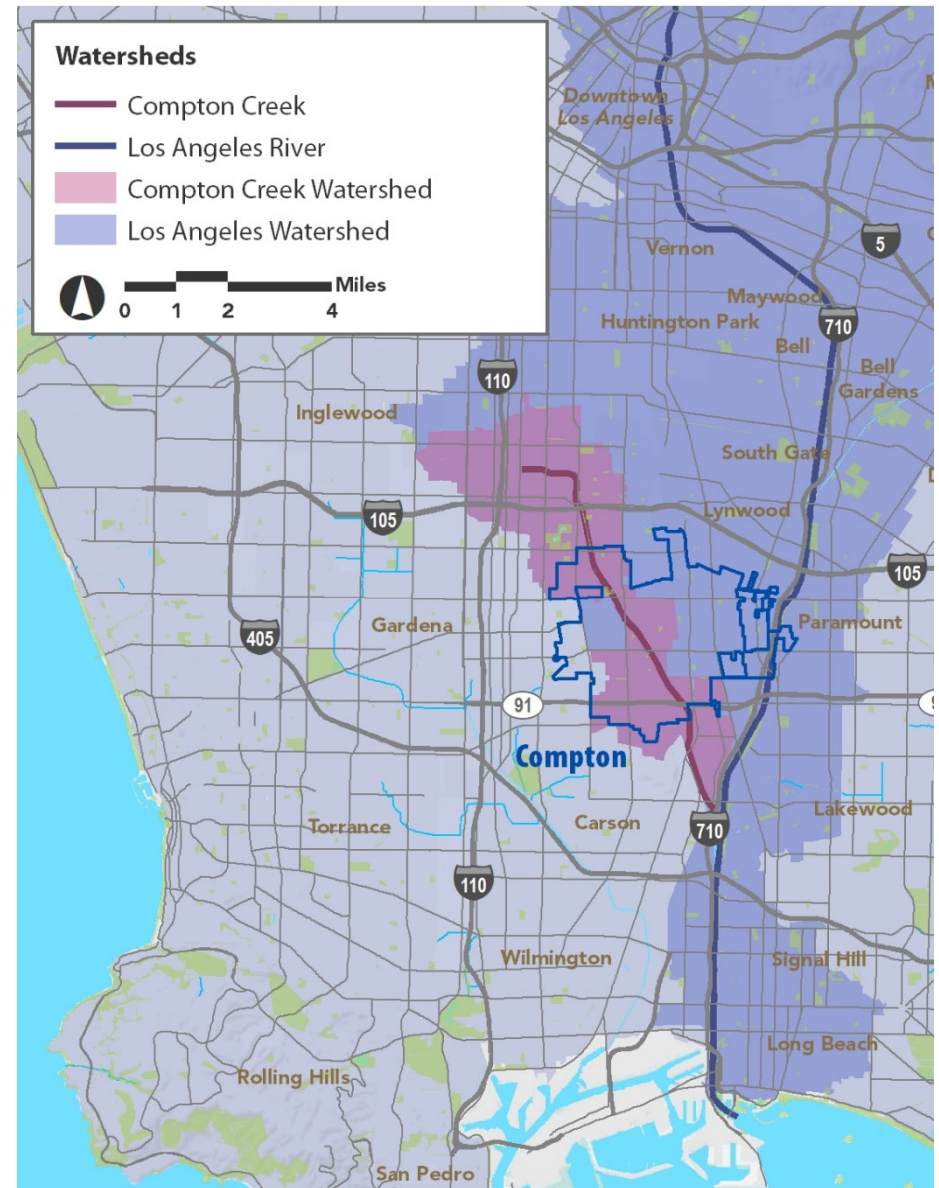 Watersheds
Compton Creek
Los Angeles River
Compton Creek Watershed
Los Angeles Watershed
Miles
0 1 2 4
Downtown
Los Angeles
Vernon
5
Maywood
Huntington Park
710
Bell
Bell
Gardens
110
Inglewood
South Gate
Lynwood
105
105
Gardena
405
Paramount
91
Compton
Lakewood
Torrance
Carson
710
110
Wilmington
Signal Hill
Long Beach
Rolling Hills
San Pedro